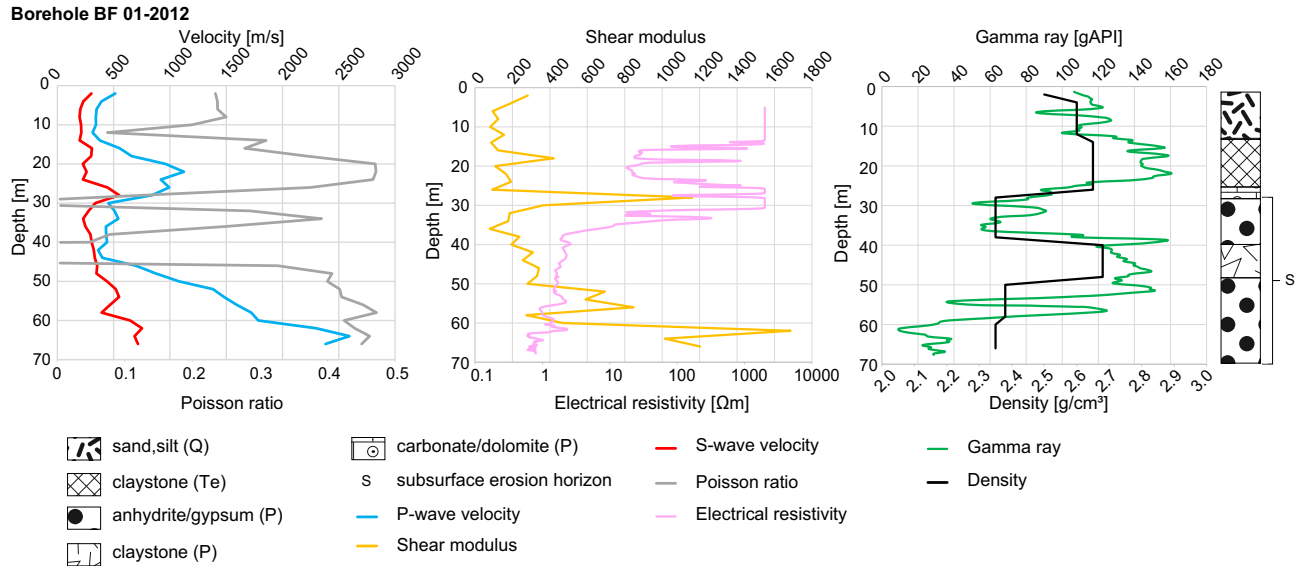 Borehole BF 01-2012
Velocity [m/s]
0 500 1000 1500 2000 2500 3000
Depth [m]
0
10
20
30
40
50
60
70
0 0.1 0.2 0.3 0.4 0.5
Poisson ratio
Shear modulus
0 200 400 600 800 1000 1200 1400 1600 1800
Depth [m]
0
10
20
30
40
50
60
70
0.1 1 10 100 1000 10000
Electrical resistivity [Ωm]
Gamma ray [gAPI]
0 20 40 60 80 100 120 140 160 180
Depth [m]
0
10
20
30
40
50
60
70
2.0 2.1 2.2 2.3 2.4 2.5 2.6 2.7 2.8 2.9 3.0
Density [g/cm³]
S
sand,silt (Q)
claystone (Te)
anhydrite/gypsum (P)
claystone (P)
carbonate/dolomite (P)
S subsurface erosion horizon
P-wave velocity
Shear modulus
S-wave velocity
Poisson ratio
Electrical resistivity
Gamma ray
Density